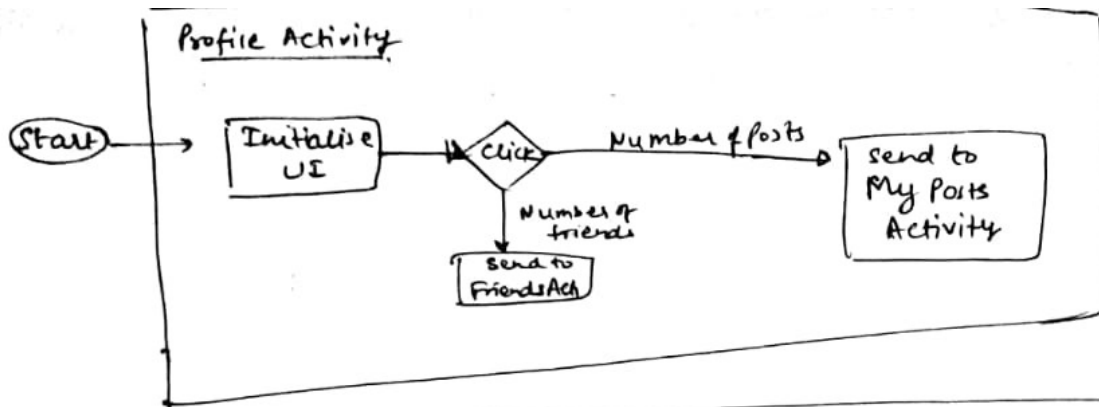 Profile Activity
Start
Initialise
UI
Click
Number of Posts
send to
My Posts
Activity
Number of
friends
send to
FriendsAct